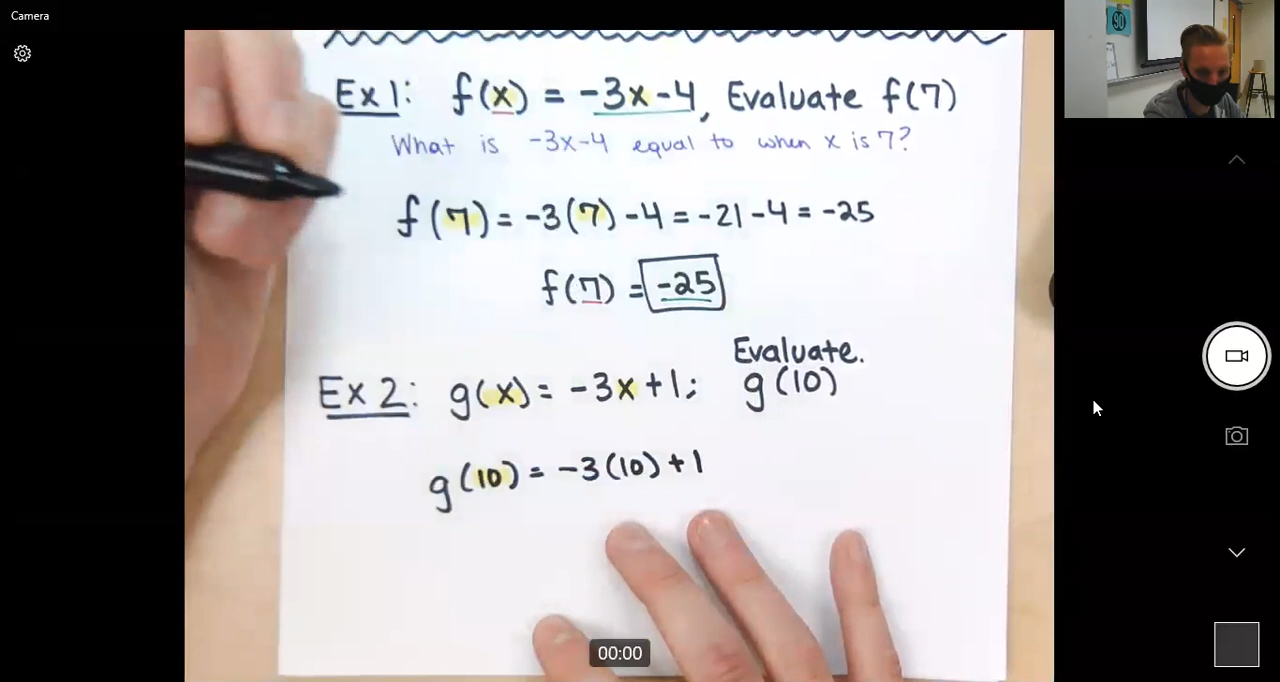 Camera
90
Ex 1: f(x) = -3x-4, Evaluate f(7)
What is -3x-4 equal to when x is 7?
f(7) = -3(7)-4 = -21-4 = -25
f(7) = -25
Evaluate.
Ex 2: g(x) = -3x+1; g(10)
g(10) = -3(10)+1
00:00